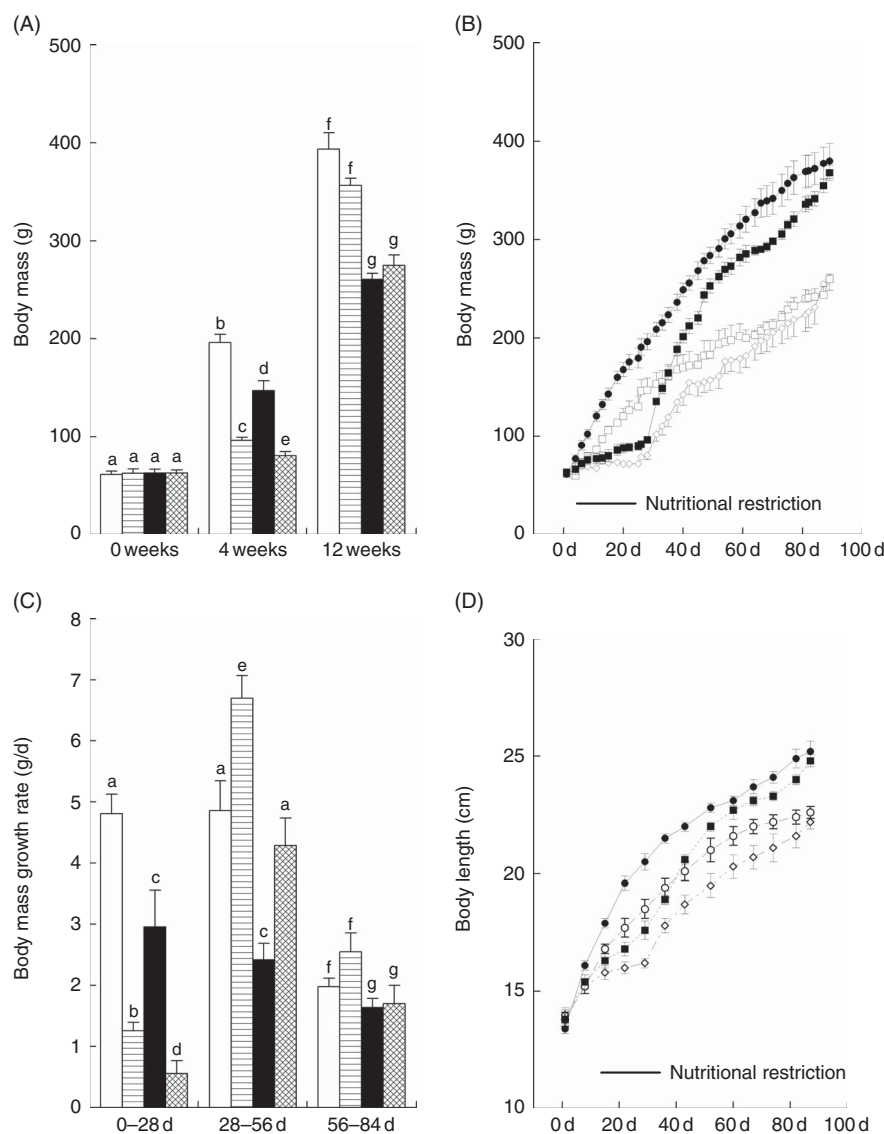 (A)
500
400
300
200
100
0
Body mass (g)
a a a a
b
c
d
e
f
f
g
g
0 weeks 4 weeks 12 weeks
(B)
500
400
300
200
100
0
Body mass (g)
Nutritional restriction
0 d 20 d 40 d 60 d 80 d 100 d
(C)
8
7
6
5
4
3
2
1
0
Body mass growth rate (g/d)
a
b
c
d
a
e
c
a
f
f
g
g
0–28 d 28–56 d 56–84 d
(D)
30
25
20
15
10
Body length (cm)
Nutritional restriction
0 d 20 d 40 d 60 d 80 d 100 d